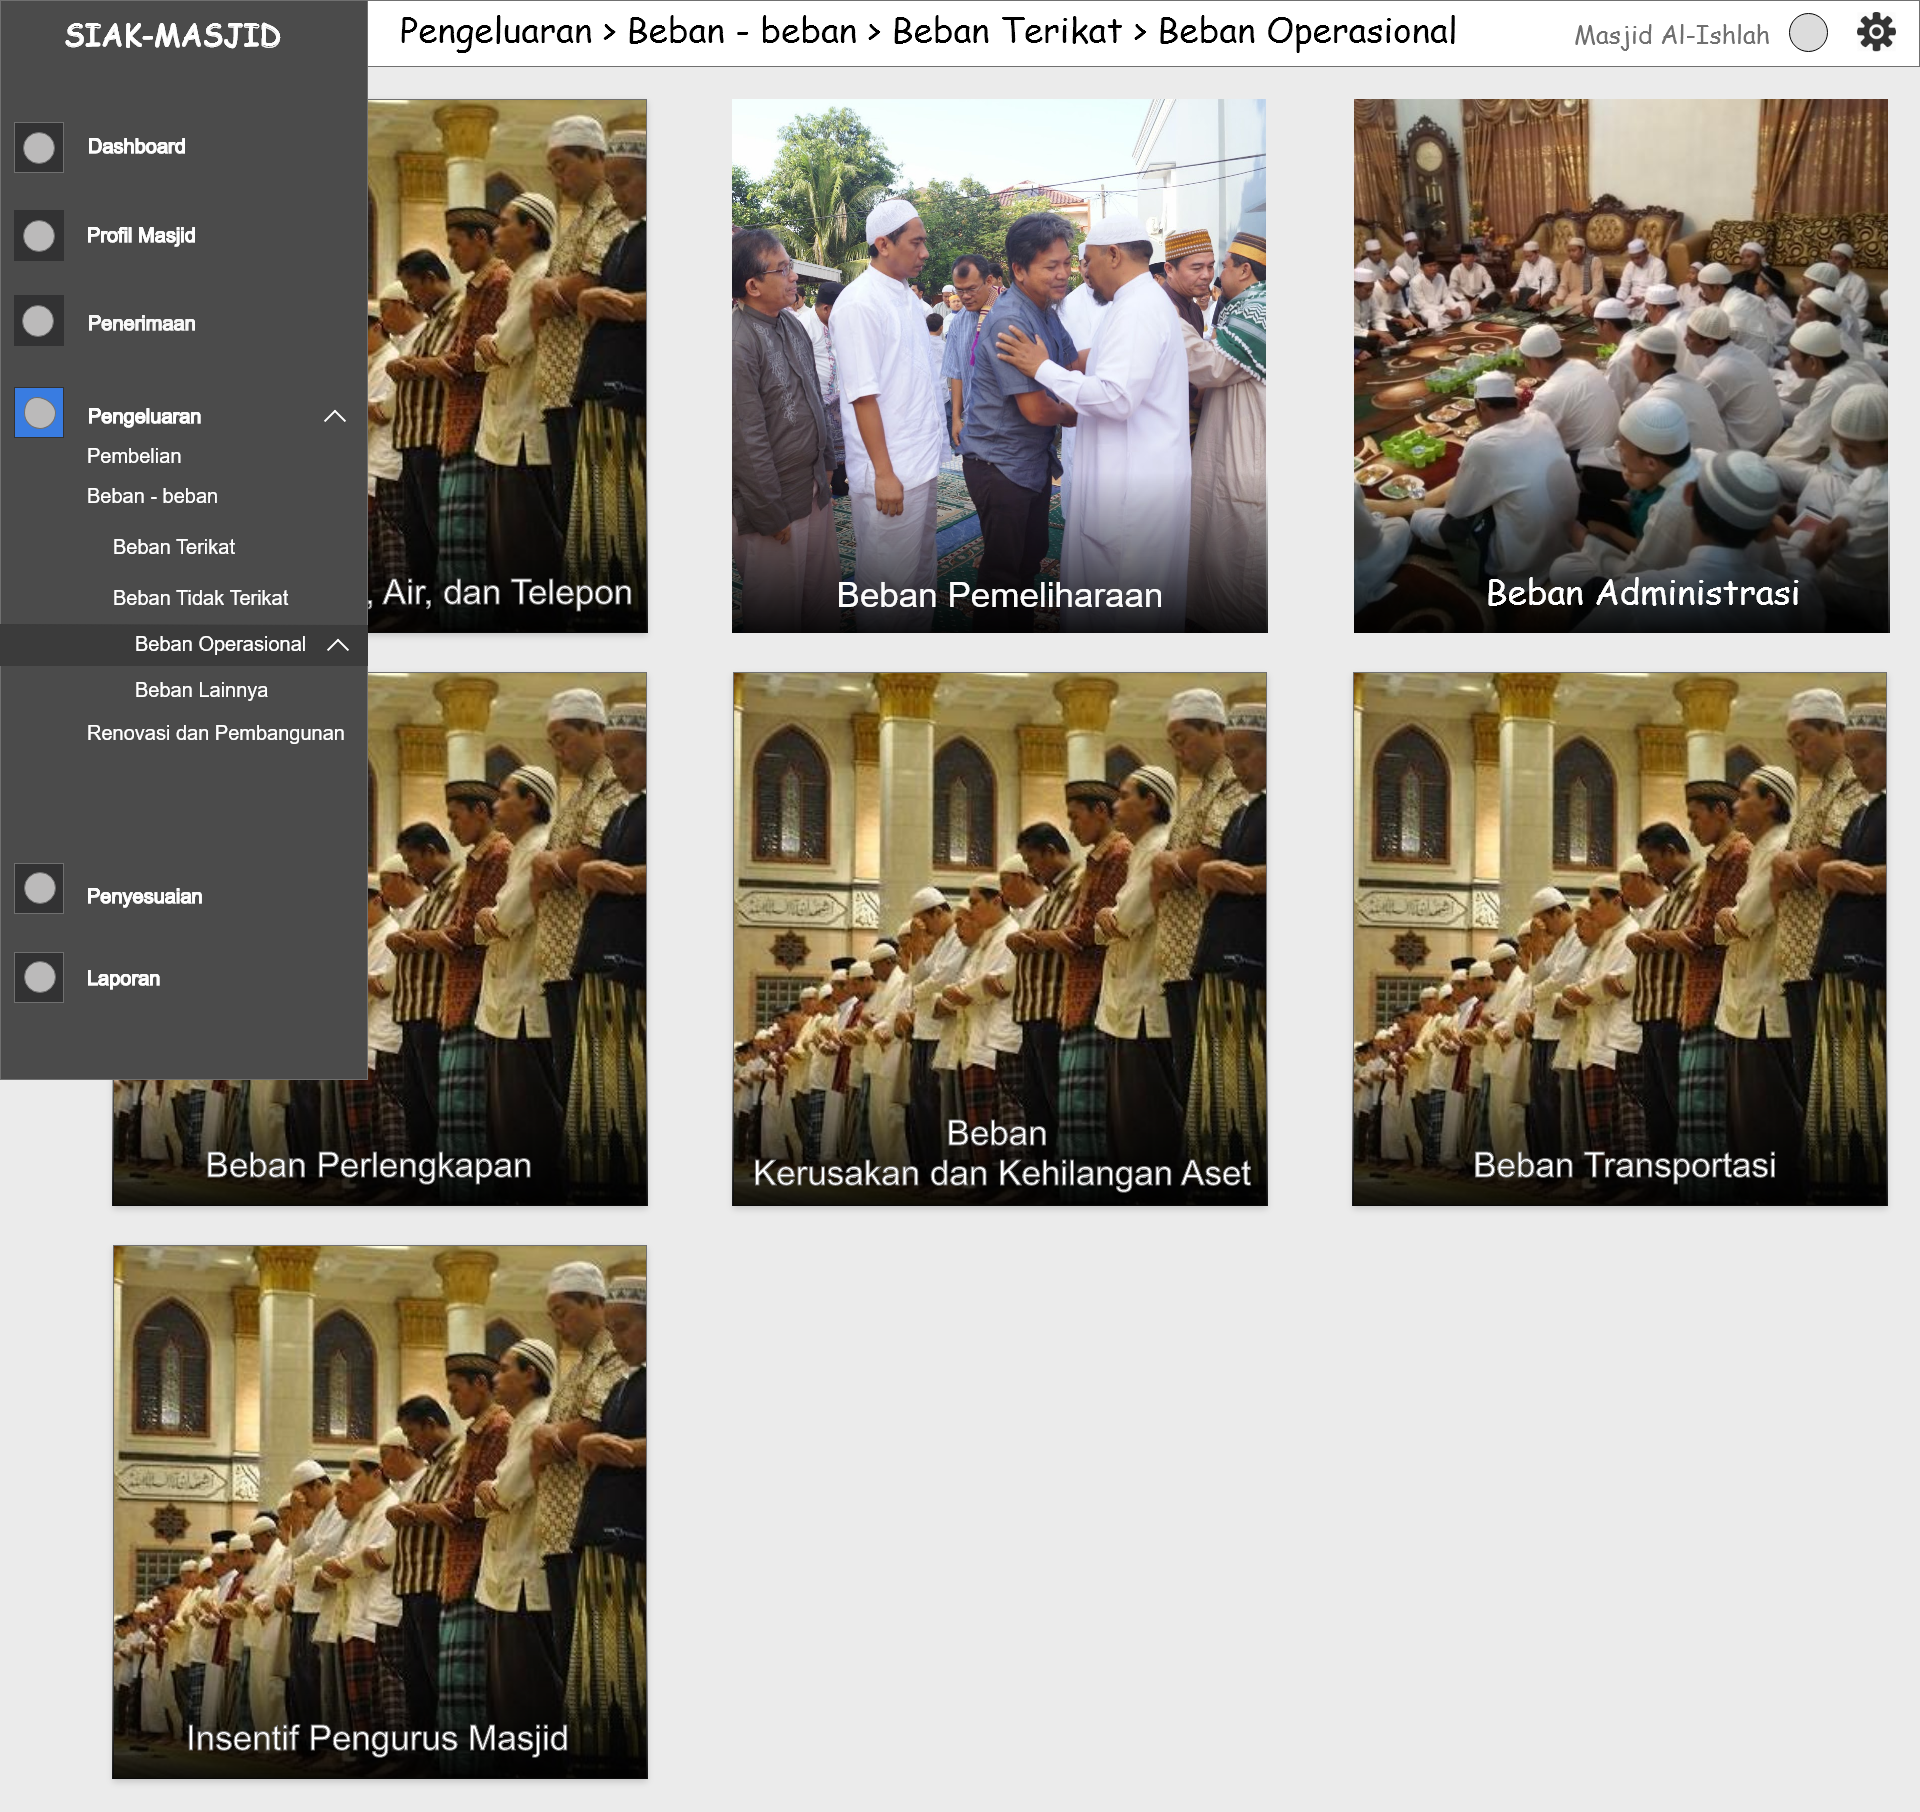 SIAK-MASJID
Pengeluaran > Beban - beban > Beban Terikat > Beban Operasional
Masjid Al-Ishlah
Dashboard
Profil Masjid
Penerimaan
Pengeluaran
Pembelian
Beban - beban
Beban Terikat
Beban Tidak Terikat
Beban Operasional
Beban Lainnya
Renovasi dan Pembangunan
Penyesuaian
Laporan
, Air, dan Telepon
Beban Pemeliharaan
Beban Administrasi
Beban Perlengkapan
Beban
Kerusakan dan Kehilangan Aset
Beban Transportasi
Insentif Pengurus Masjid